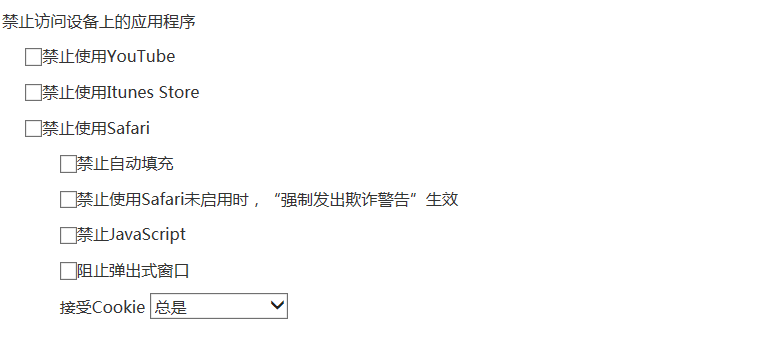 禁止访问设备上的应用程序
禁止使用YouTube
禁止使用Itunes Store
禁止使用Safari
禁止自动填充
禁止使用Safari未启用时，“强制发出欺诈警告”生效
禁止JavaScript
阻止弹出式窗口
接受Cookie 总是